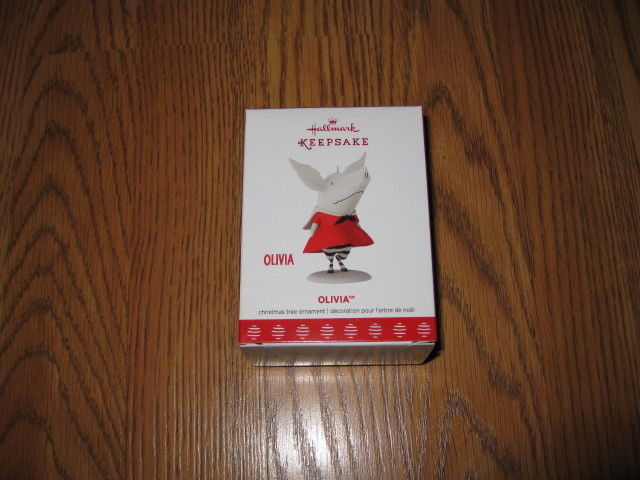 Hallmark
KEEPSAKE
OLIVIA
OLIVIA™
christmas tree ornament | décoration pour l'arbre de noël